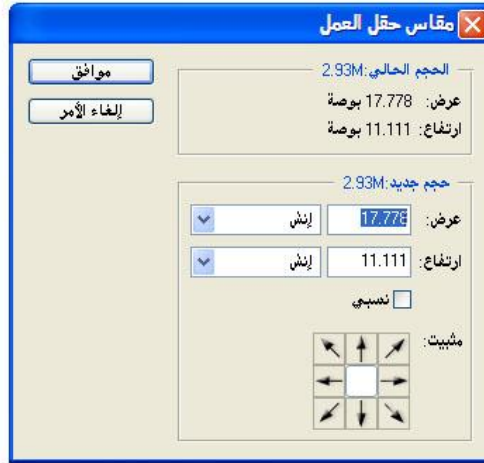 مقاس حقل العمل
الحجم الحالي:2.93M
عرض: 17.778 بوصة
ارتفاع: 11.111 بوصة
موافق
إلغاء الأمر
حجم جديد:2.93M
عرض: 17.778 إنش
ارتفاع: 11.111 إنش
نسبي
مثبيت: